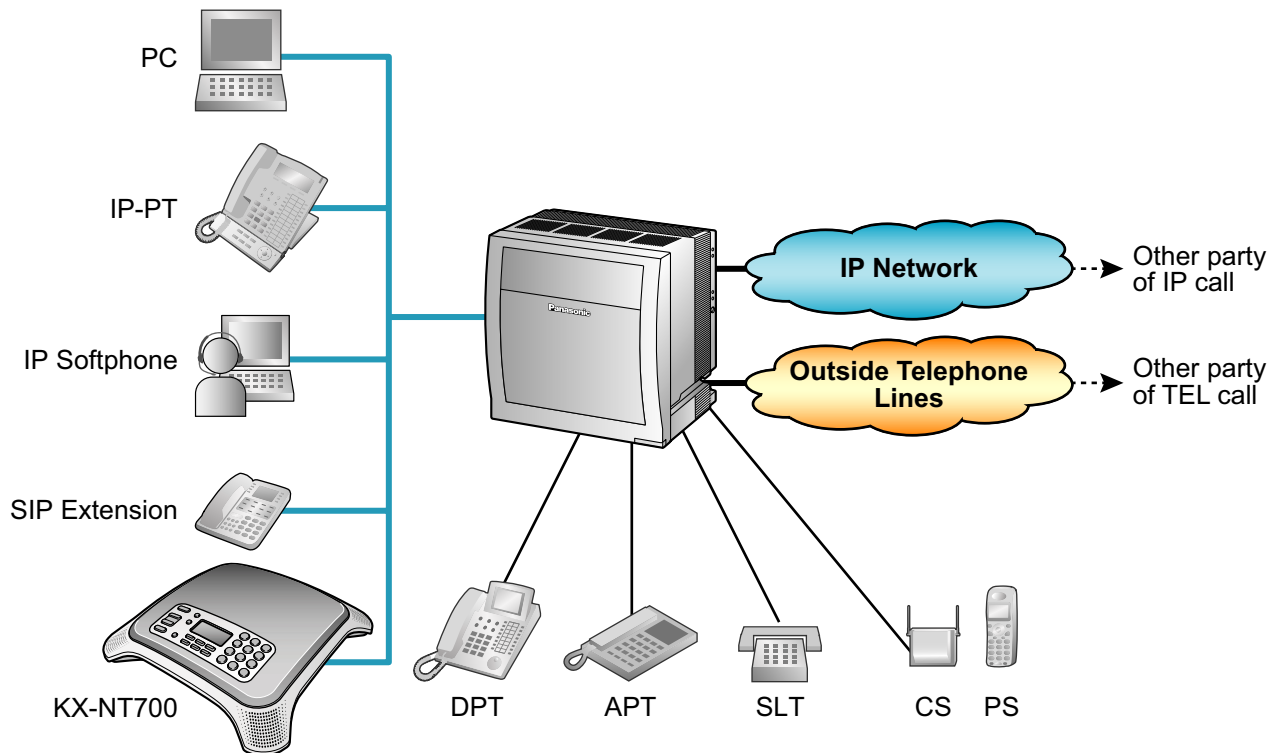 PC
IP-PT
IP Softphone
SIP Extension
KX-NT700
Panasonic
IP Network
Other party
of IP call
Outside Telephone
Lines
Other party
of TEL call
DPT
APT
SLT
CS
PS